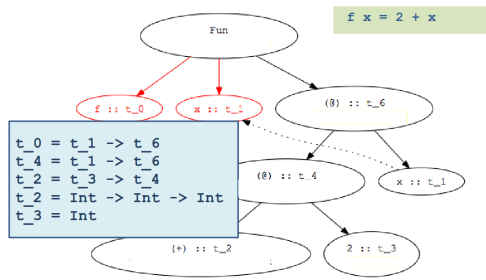 f x = 2 + x
Fun
f :: t_0
x :: t_1
(@) :: t_6
t_0 = t_1 -> t_6
t_4 = t_1 -> t_6
t_2 = t_3 -> t_4
t_2 = Int -> Int -> Int
t_3 = Int
(@) :: t_4
x :: t_1
(+) :: t_2
2 :: t_3